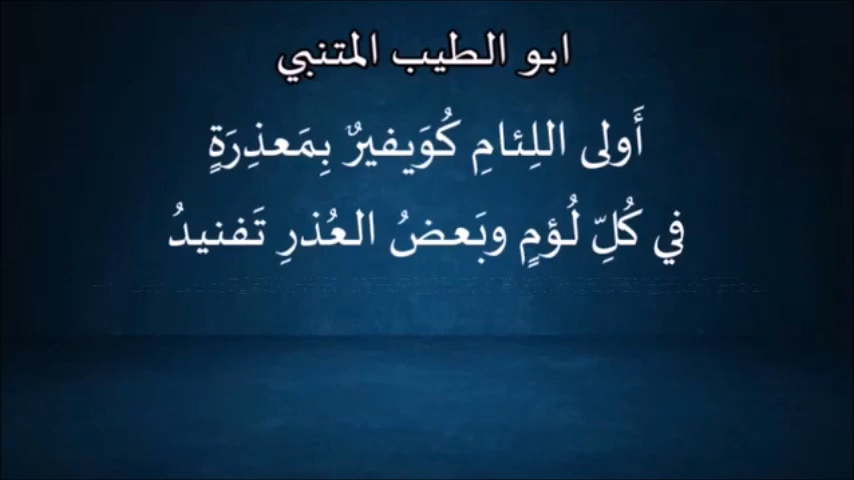 ابو الطيب المتنبي
أَولى اللِئامِ كُوَيفيرٌ بِمَعذِرَةٍ
في كُلِّ لُؤمٍ وبَعضُ العُذرِ تَفنيدُ